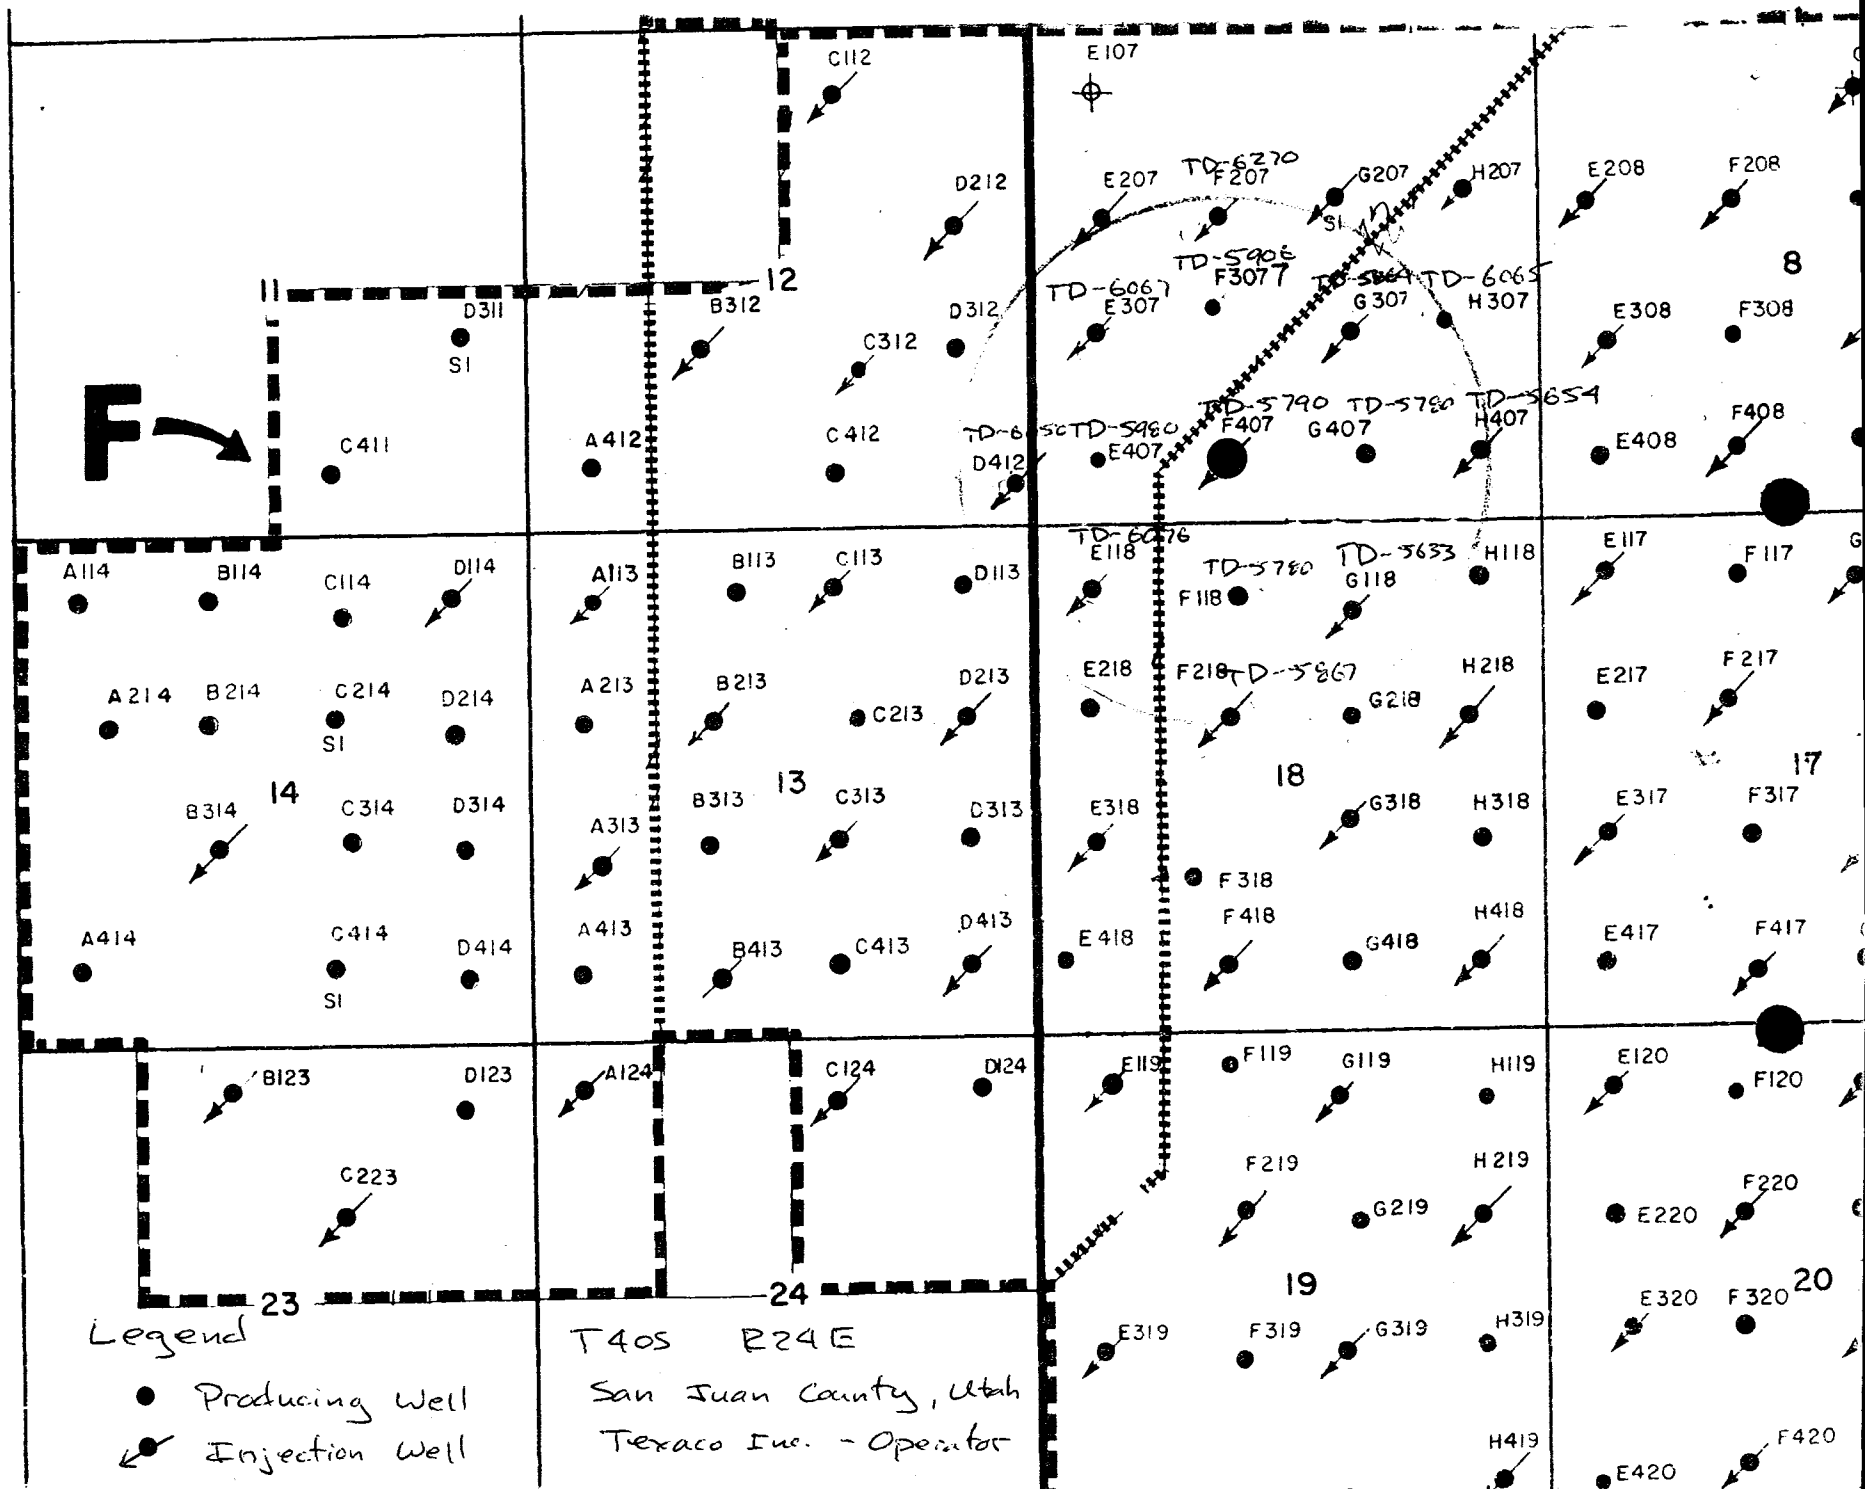 E107
C112
TD-6270
D212
E207
F207
G207
H207
E208
F208
SI
8
TD-6067
F3077
TD-6065
12
D311
B312
D312
E307
G307
H307
E308
F308
SI
C312
F
TD-5790
TD-5780
TD-5654
C411
A412
C412
TD-5980
D412
E407
F407
G407
H407
E408
F408
A114
B114
C114
D114
A113
B113
C113
D113
E118
TD-5780
TD-5633
F118
G118
H118
E117
F117
A214
B214
C214
D214
A213
B213
C213
D213
E218
F218
TD-5867
G218
H218
E217
F217
SI
14
13
18
17
B314
C314
D314
A313
B313
C313
D313
E318
G318
H318
E317
F317
F318
A414
C414
D414
A413
B413
C413
D413
E418
F418
G418
H418
E417
F417
SI
B123
D123
A124
C124
D124
E119
F119
G119
H119
E120
F120
C223
F219
G219
H219
E220
F220
23
24
19
20
E319
F319
G319
H319
E320
F320
H419
E420
F420
Legend
Producing Well
Injection Well
T40S R24E
San Juan County, Utah
Texaco Inc. - Operator